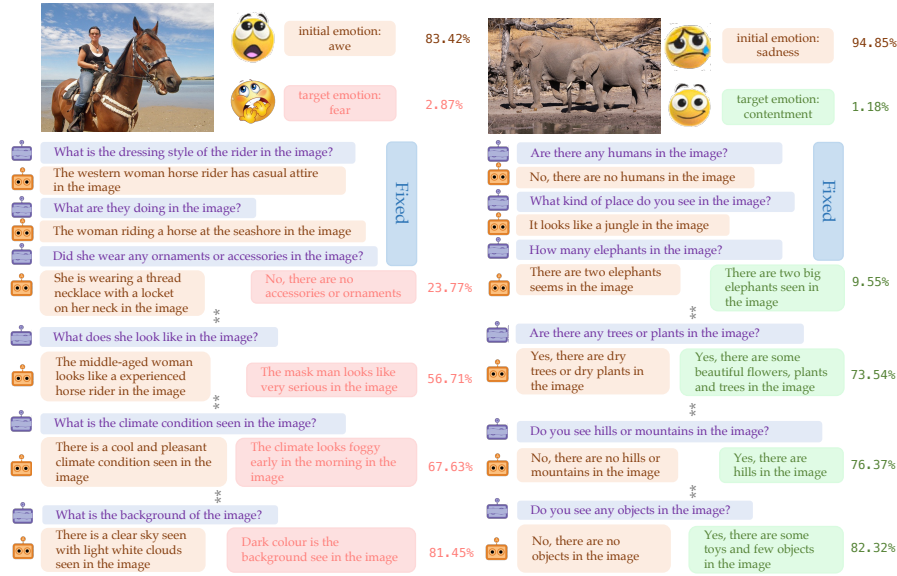 initial emotion:
awe
83.42%
target emotion:
fear
2.87%
What is the dressing style of the rider in the image?
The western woman horse rider has casual attire
in the image
What are they doing in the image?
The woman riding a horse at the seashore in the image
Did she wear any ornaments or accessories in the image?
Fixed
She is wearing a thread
necklace with a locket
on her neck in the image
No, there are no
accessories or ornaments
23.77%
**
What does she look like in the image?
The middle-aged woman
looks like a experienced
horse rider in the image
The mask man looks like
very serious in the image
56.71%
**
What is the climate condition seen in the image?
There is a cool and pleasant
climate condition seen in the
image
The climate looks foggy
early in the morning in the
image
67.63%
**
What is the background of the image?
There is a clear sky seen
with light white clouds
seen in the image
Dark colour is the
background see in the image
81.45%
initial emotion:
sadness
94.85%
target emotion:
contentment
1.18%
Are there any humans in the image?
No, there are no humans in the image
What kind of place do you see in the image?
It looks like a jungle in the image
How many elephants in the image?
Fixed
There are two elephants
seems in the image
There are two big
elephants seen in
the image
9.55%
**
Are there any trees or plants in the image?
Yes, there are dry
trees or dry plants in
the image
Yes, there are some
beautiful flowers, plants
and trees in the image
73.54%
**
Do you see hills or mountains in the image?
No, there are no hills or
mountains in the image
Yes, there are
hills in the image
76.37%
**
Do you see any objects in the image?
No, there are no
objects in the image
Yes, there are some
toys and few objects
in the image
82.32%